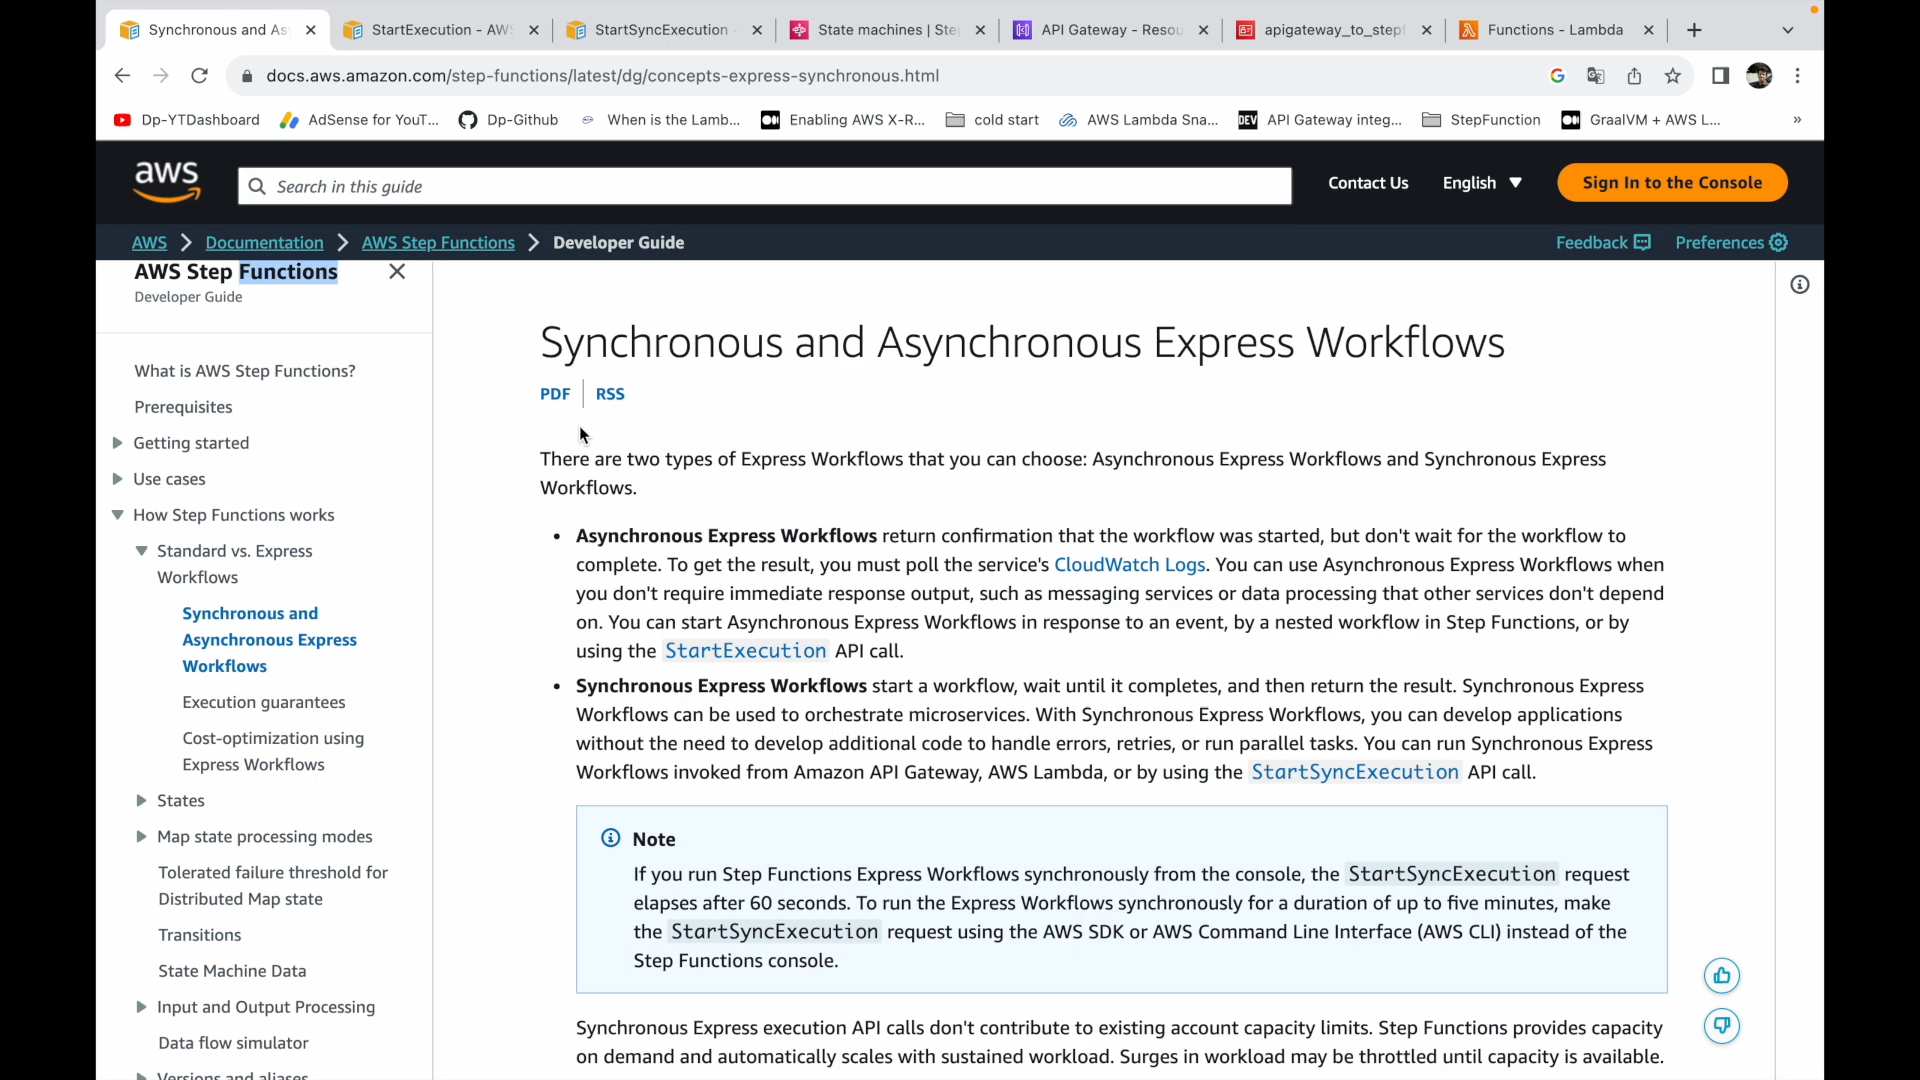 Synchronous and As
StartExecution - AWS
StartSyncExecution -
State machines | Step
API Gateway - Resou
apigateway_to_stepf
Functions - Lambda
docs.aws.amazon.com/step-functions/latest/dg/concepts-express-synchronous.html
Dp-YTDashboard
AdSense for YouT...
Dp-Github
When is the Lamb...
Enabling AWS X-R...
cold start
AWS Lambda Sna...
DEV
API Gateway integ...
StepFunction
GraalVM + AWS L...
»
aws
Search in this guide
Contact Us
English
Sign In to the Console
AWS
Documentation
AWS Step Functions
Developer Guide
Feedback
Preferences
AWS Step Functions
Developer Guide
What is AWS Step Functions?
Prerequisites
Getting started
Use cases
How Step Functions works
Standard vs. Express
Workflows
Synchronous and
Asynchronous Express
Workflows
Execution guarantees
Cost-optimization using
Express Workflows
States
Map state processing modes
Tolerated failure threshold for
Distributed Map state
Transitions
State Machine Data
Input and Output Processing
Data flow simulator
Versions and aliases
Synchronous and Asynchronous Express Workflows
PDF
RSS
There are two types of Express Workflows that you can choose: Asynchronous Express Workflows and Synchronous Express
Workflows.
• Asynchronous Express Workflows return confirmation that the workflow was started, but don't wait for the workflow to
complete. To get the result, you must poll the service's CloudWatch Logs. You can use Asynchronous Express Workflows when
you don't require immediate response output, such as messaging services or data processing that other services don't depend
on. You can start Asynchronous Express Workflows in response to an event, by a nested workflow in Step Functions, or by
using the StartExecution API call.
• Synchronous Express Workflows start a workflow, wait until it completes, and then return the result. Synchronous Express
Workflows can be used to orchestrate microservices. With Synchronous Express Workflows, you can develop applications
without the need to develop additional code to handle errors, retries, or run parallel tasks. You can run Synchronous Express
Workflows invoked from Amazon API Gateway, AWS Lambda, or by using the StartSyncExecution API call.
Note
If you run Step Functions Express Workflows synchronously from the console, the StartSyncExecution request
elapses after 60 seconds. To run the Express Workflows synchronously for a duration of up to five minutes, make
the StartSyncExecution request using the AWS SDK or AWS Command Line Interface (AWS CLI) instead of the
Step Functions console.
Synchronous Express execution API calls don't contribute to existing account capacity limits. Step Functions provides capacity
on demand and automatically scales with sustained workload. Surges in workload may be throttled until capacity is available.